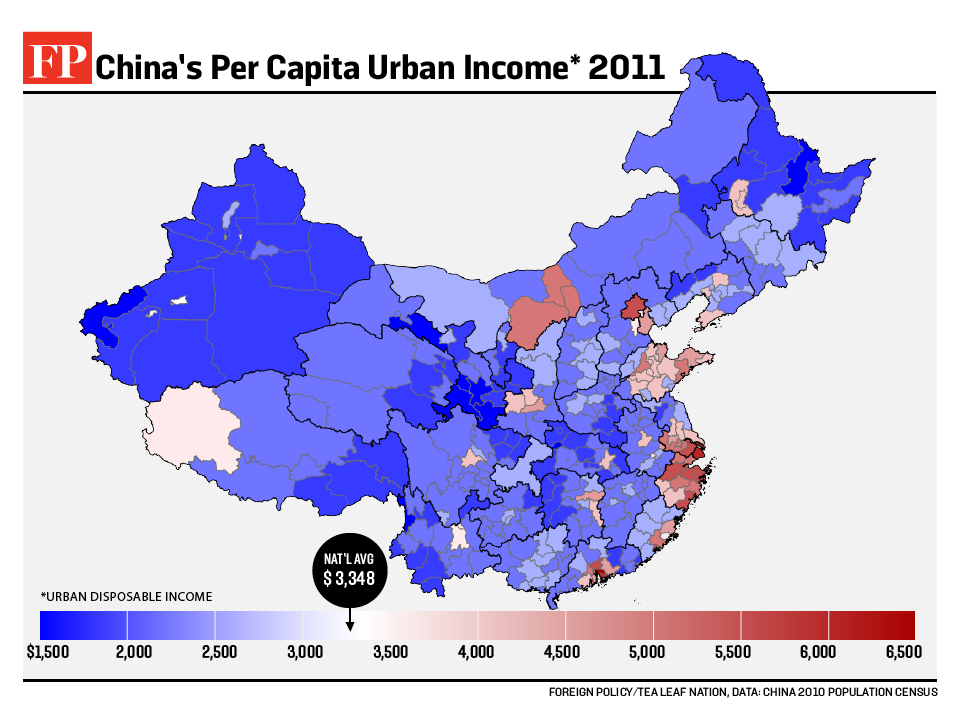 FP China's Per Capita Urban Income* 2011
NAT'L AVG
$ 3,348
*URBAN DISPOSABLE INCOME
$1,500 2,000 2,500 3,000 3,500 4,000 4,500 5,000 5,500 6,000 6,500
FOREIGN POLICY/TEA LEAF NATION, DATA: CHINA 2010 POPULATION CENSUS